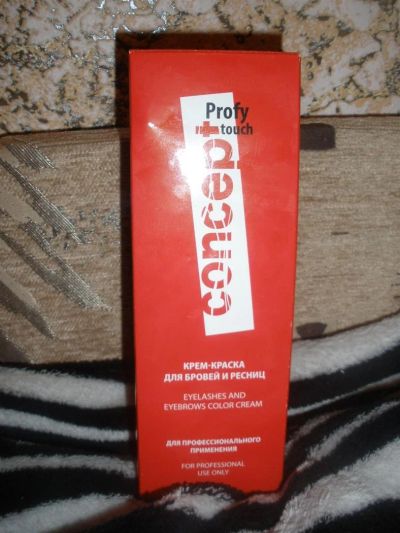 Profy
touch
concept
КРЕМ-КРАСКА
ДЛЯ БРОВЕЙ И РЕСНИЦ
EYELASHES AND
EYEBROWS COLOR CREAM
ДЛЯ ПРОФЕССИОНАЛЬНОГО
ПРИМЕНЕНИЯ
FOR PROFESSIONAL
USE ONLY